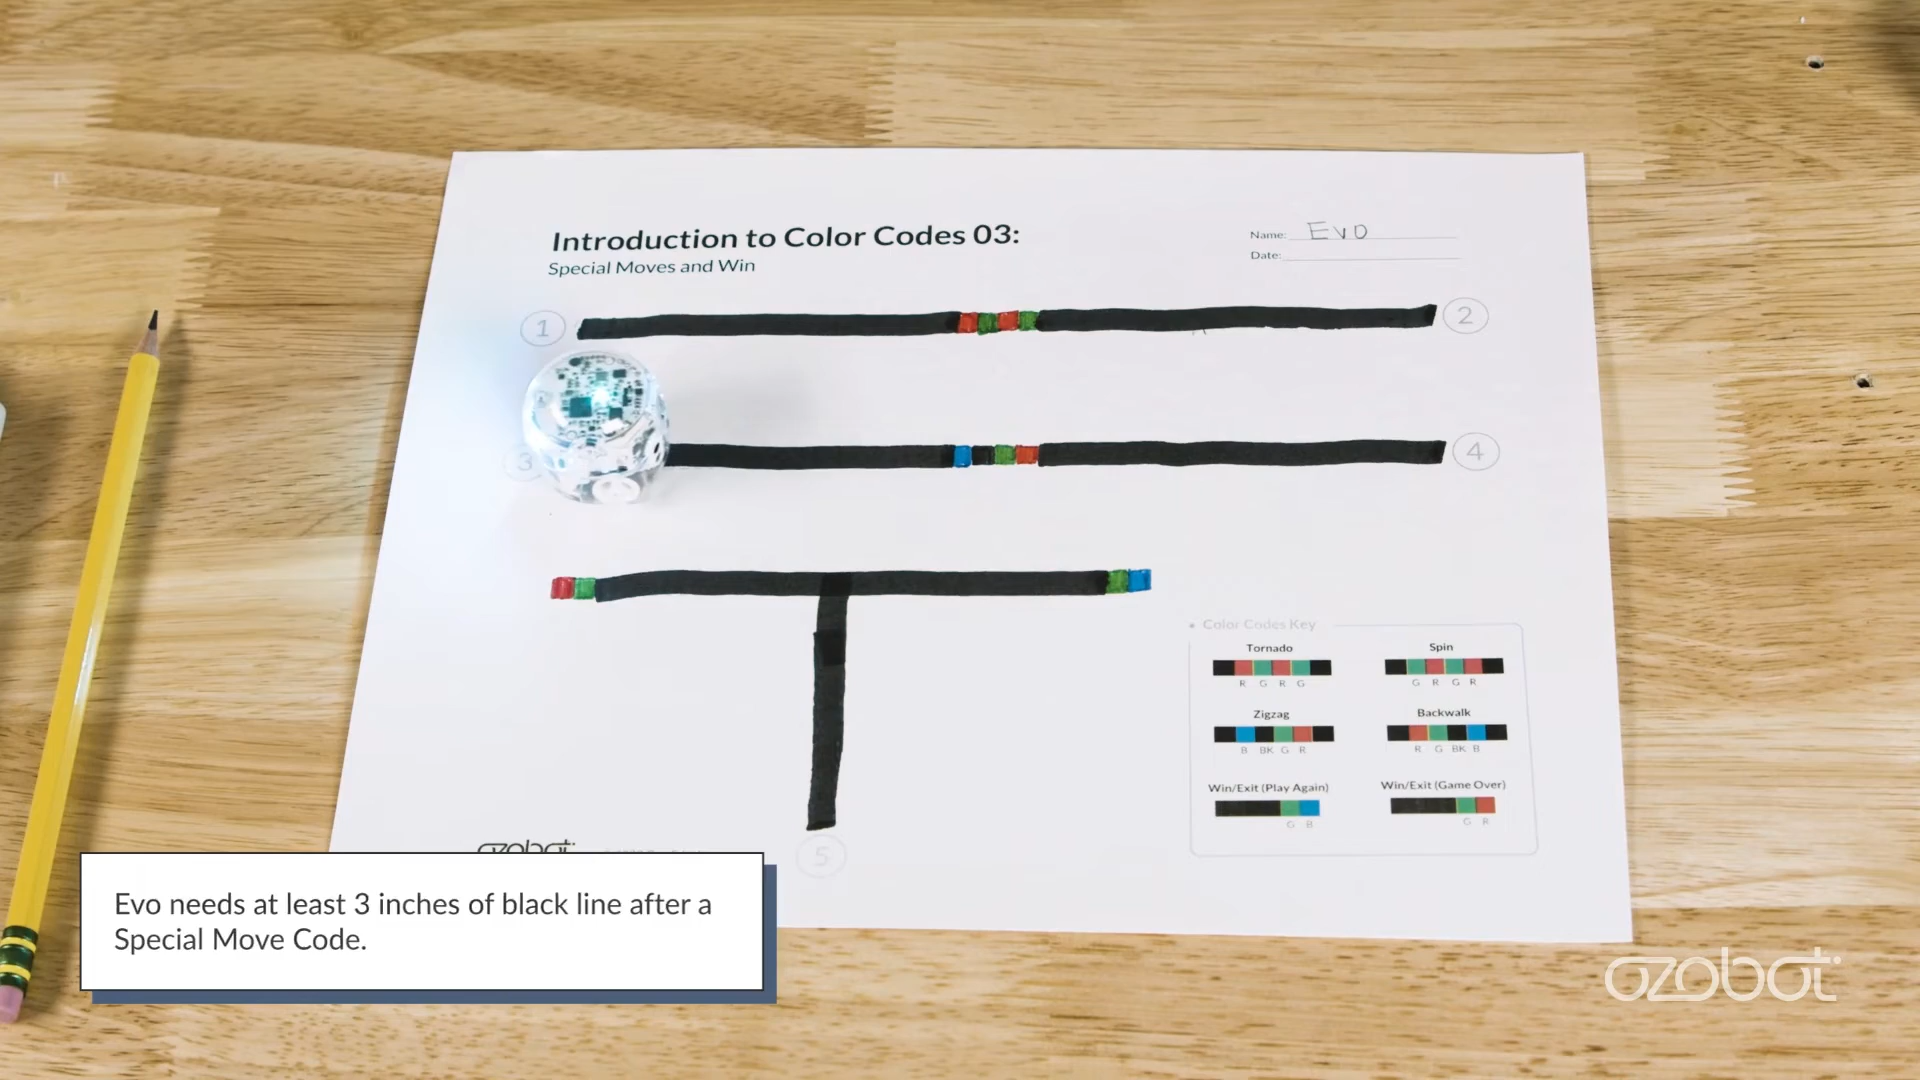 Introduction to Color Codes 03:
Special Moves and Win
Name: Evo
Date:
1
2
3
4
5
Color Codes Key
Tornado
R G R G
Spin
G R G R
Zigzag
B BK G R
Backwalk
R G BK B
Win/Exit (Play Again)
G B
Win/Exit (Game Over)
G R
ozobot
Evo needs at least 3 inches of black line after a
Special Move Code.
ozobot